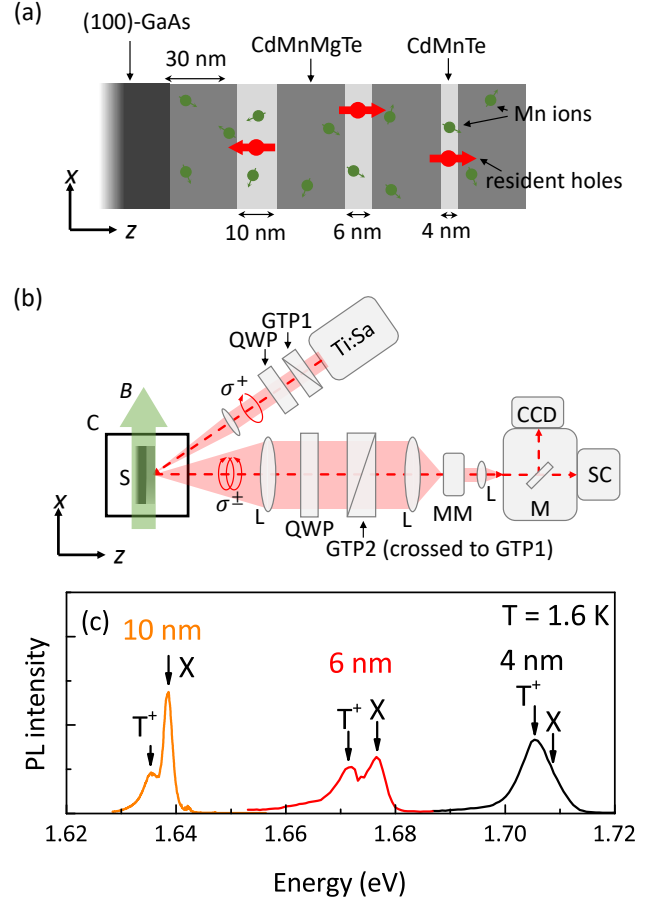 (a)
(100)-GaAs
30 nm
CdMnMgTe
CdMnTe
Mn ions
resident holes
x
z
10 nm
6 nm
4 nm
(b)
GTP1
QWP
Ti:Sa
σ+
B
C
S
CCD
SC
M
L
MM
L
σ±
L
QWP
GTP2 (crossed to GTP1)
x
z
(c)
10 nm
T = 1.6 K
6 nm
4 nm
T+
X
T+
X
T+
X
PL intensity
1.62
1.64
1.66
1.68
1.70
1.72
Energy (eV)